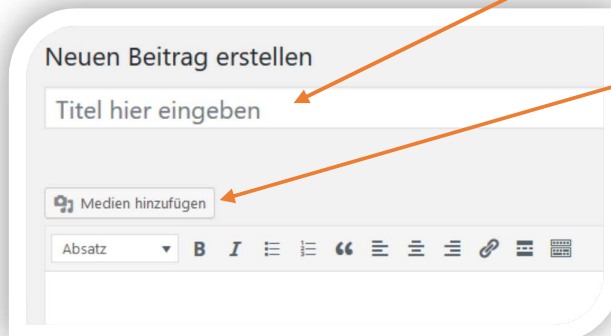 Neuen Beitrag erstellen
Titel hier eingeben
Medien hinzufügen
Absatz